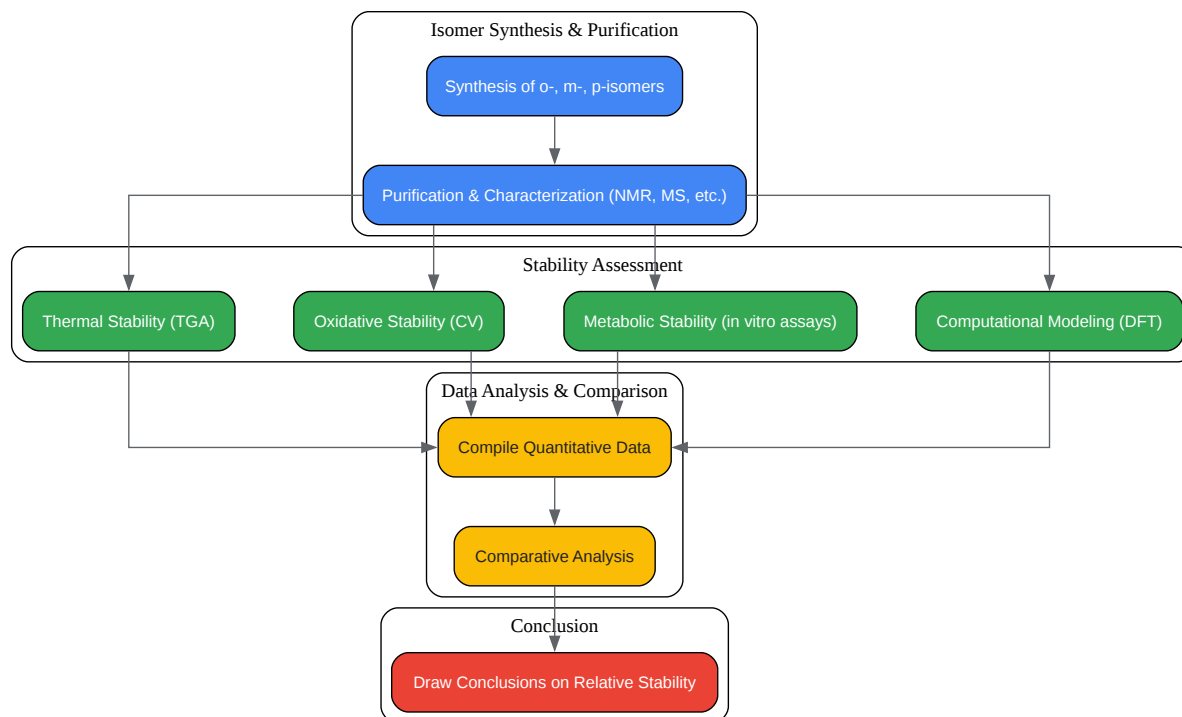 Isomer Synthesis & Purification
Synthesis of o-, m-, p-isomers
Purification & Characterization (NMR, MS, etc.)
Stability Assessment
Thermal Stability (TGA)
Oxidative Stability (CV)
Metabolic Stability (in vitro assays)
Computational Modeling (DFT)
Data Analysis & Comparison
Compile Quantitative Data
Comparative Analysis
Conclusion
Draw Conclusions on Relative Stability